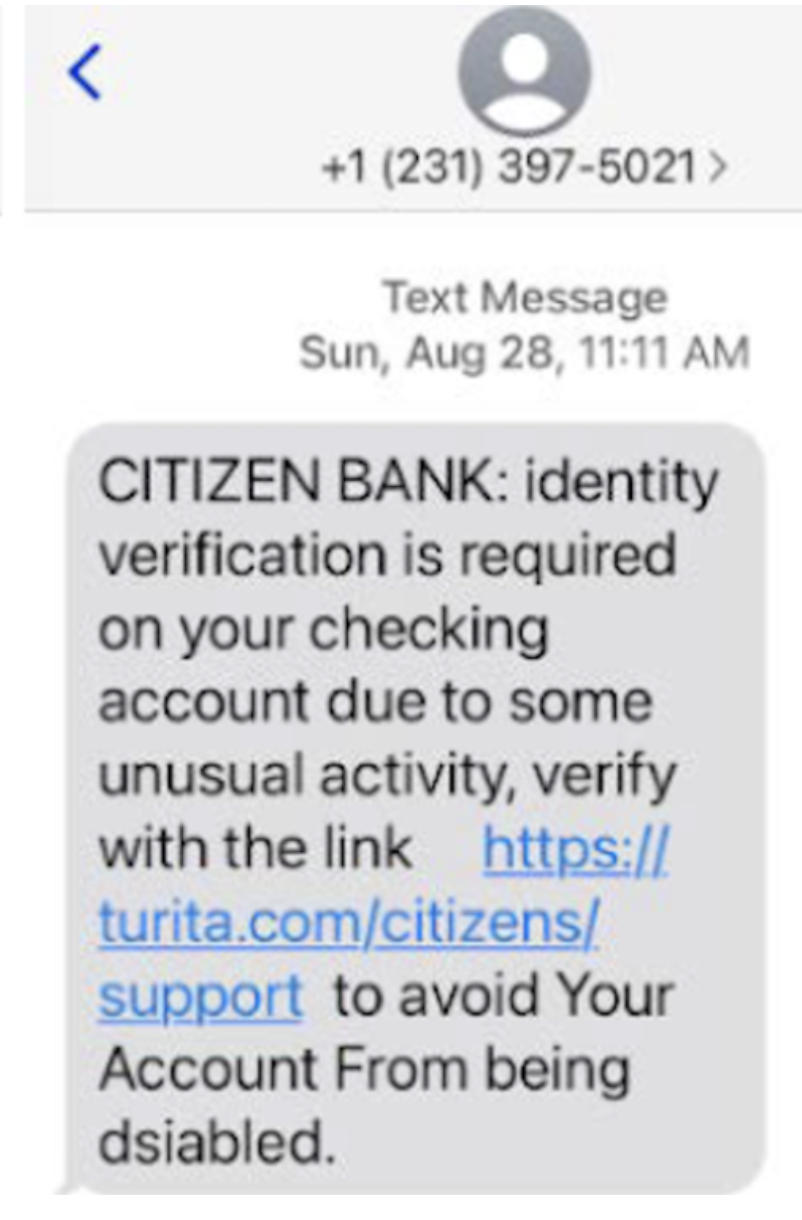 +1 (231) 397-5021 >
Text Message
Sun, Aug 28, 11:11 AM
CITIZEN BANK: identity
verification is required
on your checking
account due to some
unusual activity, verify
with the link https://
turita.com/citizens/
support to avoid Your
Account From being
dsiabled.